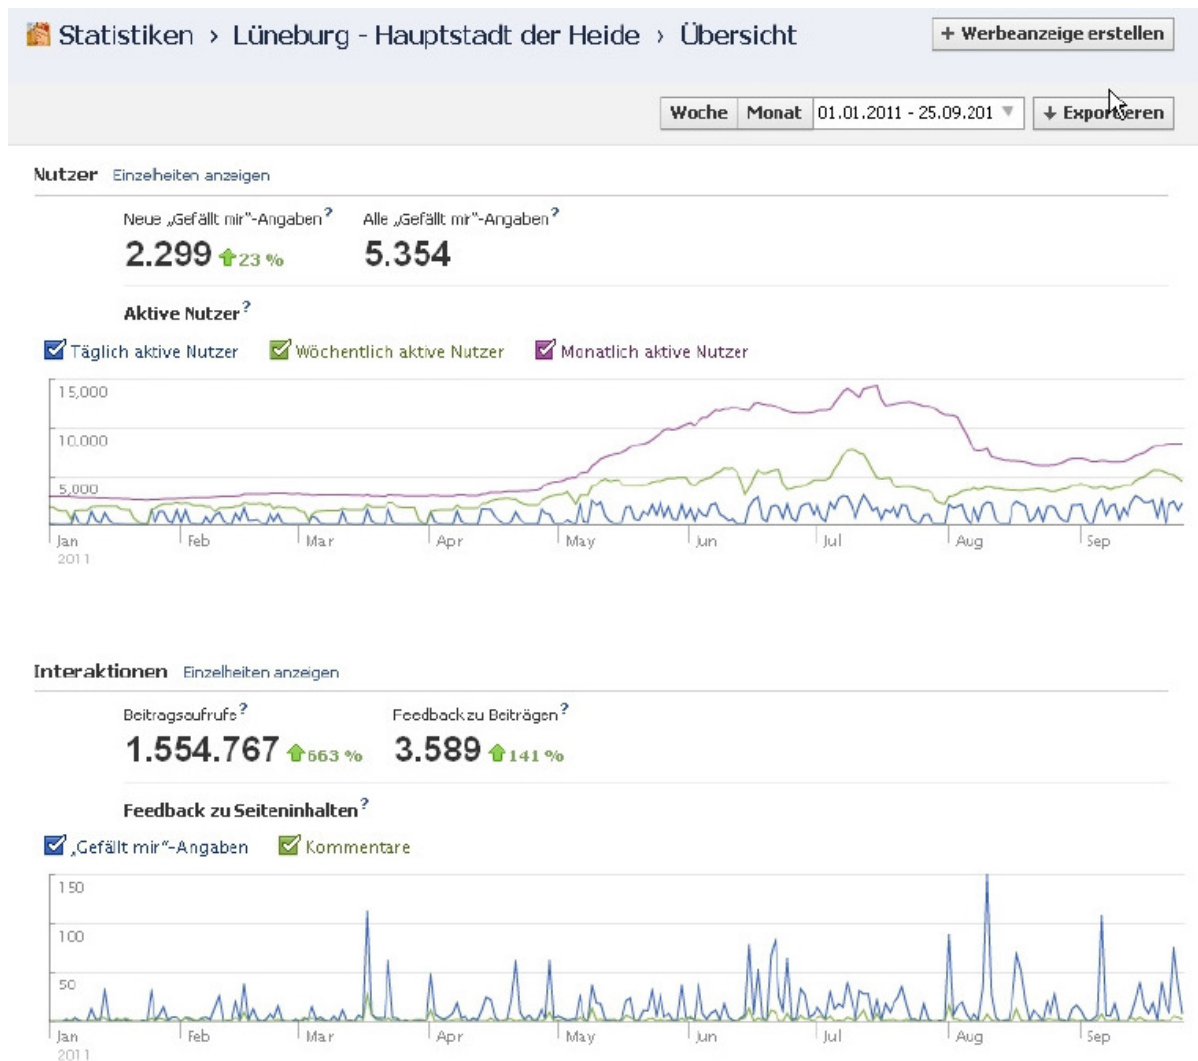 Statistiken › Lüneburg - Hauptstadt der Heide › Übersicht
+ Werbeanzeige erstellen
Woche Monat 01.01.2011 - 25.09.201 Exportieren
Nutzer Einzelheiten anzeigen
Neue „Gefällt mir"-Angaben? Alle „Gefällt mir"-Angaben?
2.299 23 % 5.354
Aktive Nutzer?
Täglich aktive Nutzer Wöchentlich aktive Nutzer Monatlich aktive Nutzer
15,000
10,000
5,000
Jan Feb Mar Apr May Jun Jul Aug Sep
2011
Interaktionen Einzelheiten anzeigen
Beitragsaufrufe? Feedback zu Beiträgen?
1.554.767 663 % 3.589 141 %
Feedback zu Seiteninhalten?
„Gefällt mir"-Angaben Kommentare
150
100
50
Jan Feb Mar Apr May Jun Jul Aug Sep
2011